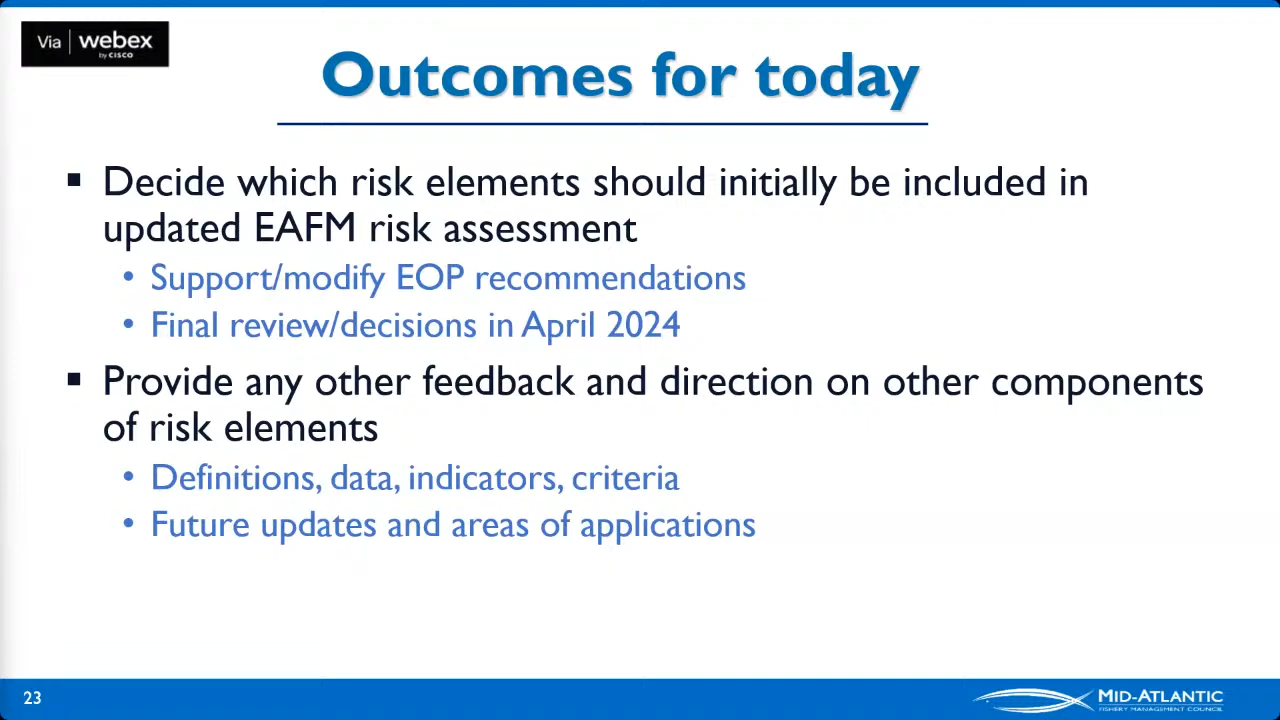 Via | webex
by CISCO
Outcomes for today
▪ Decide which risk elements should initially be included in
updated EAFM risk assessment
• Support/modify EOP recommendations
• Final review/decisions in April 2024
▪ Provide any other feedback and direction on other components
of risk elements
• Definitions, data, indicators, criteria
• Future updates and areas of applications
23
MID-ATLANTIC
FISHERY MANAGEMENT COUNCIL